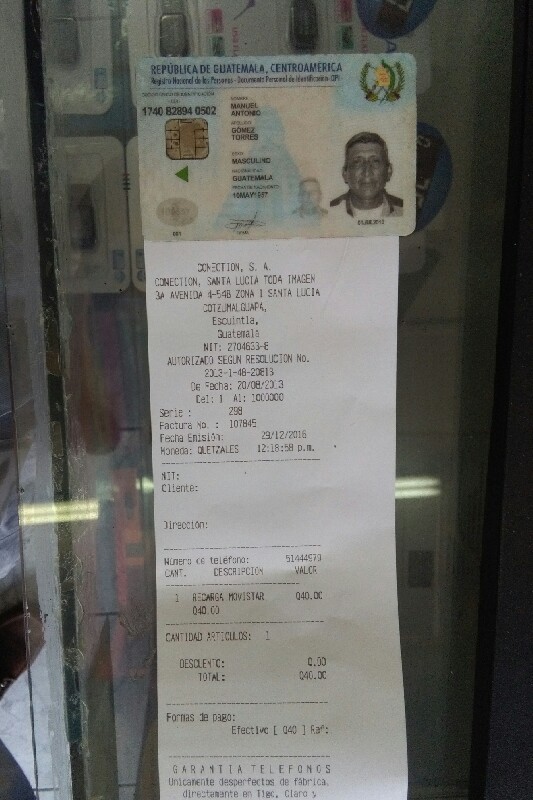 REPÚBLICA DE GUATEMALA, CENTROAMÉRICA
Registro Nacional de las Personas - Documento Personal de Identificación - DPI
CUI
1740 82894 0502
MANUEL
ANTONIO
GÓMEZ
TORRES
MASCULINO
GUATEMALA
CONECTION, S. A.
CONECTION, SANTA LUCIA TODA IMAGEN
3A AVENIDA 4-54B ZONA 1 SANTA LUCIA
COTZUMALGUAPA,
Escuintla,
Guatemala
NIT: 2704633-8
AUTORIZADO SEGUN RESOLUCION No.
2013-1-48-20813
De Fecha: 20/08/2013
Del: 1 Al: 1000000
Serie : 298
Factura No. : 107845
Fecha Emisión: 29/12/2016
Moneda: QUETZALES 12:18:58 p.m.
NIT:
Cliente:
Dirección:
Número de teléfono: 51444970
CANT. DESCRIPCION VALOR
1 RECARGA MOVISTAR Q40.00
Q40.00
CANTIDAD ARTICULOS: 1
DESCUENTO: 0.00
TOTAL: Q40.00
Formas de pago:
Efectivo [ Q40 ] Ref:
GARANTIA TELEFONOS
Unicamente desperfectos de fábrica,
directamente en Tigo, Claro y